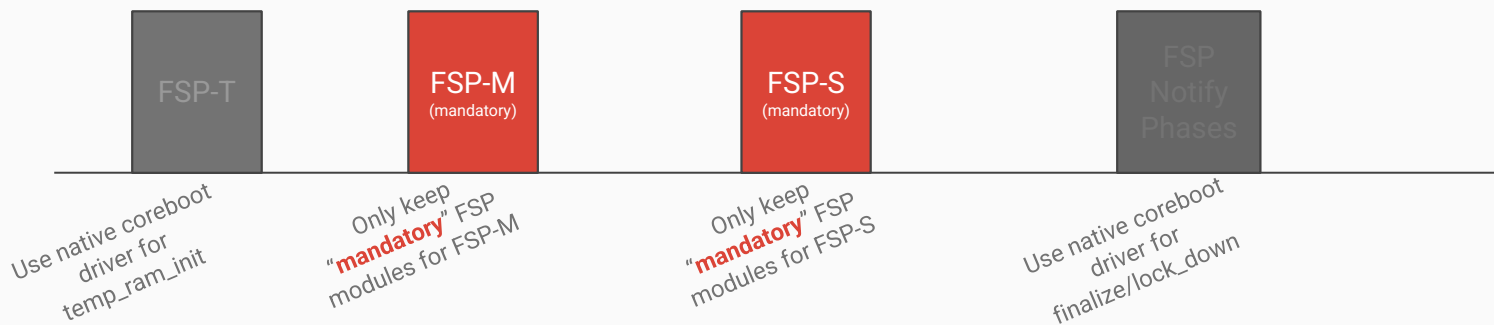 FSP-T
FSP-M
(mandatory)
FSP-S
(mandatory)
FSP
Notify
Phases
Use native coreboot
driver for
temp_ram_init
Only keep
“mandatory” FSP
modules for FSP-M
Only keep
“mandatory” FSP
modules for FSP-S
Use native coreboot
driver for
finalize/lock_down